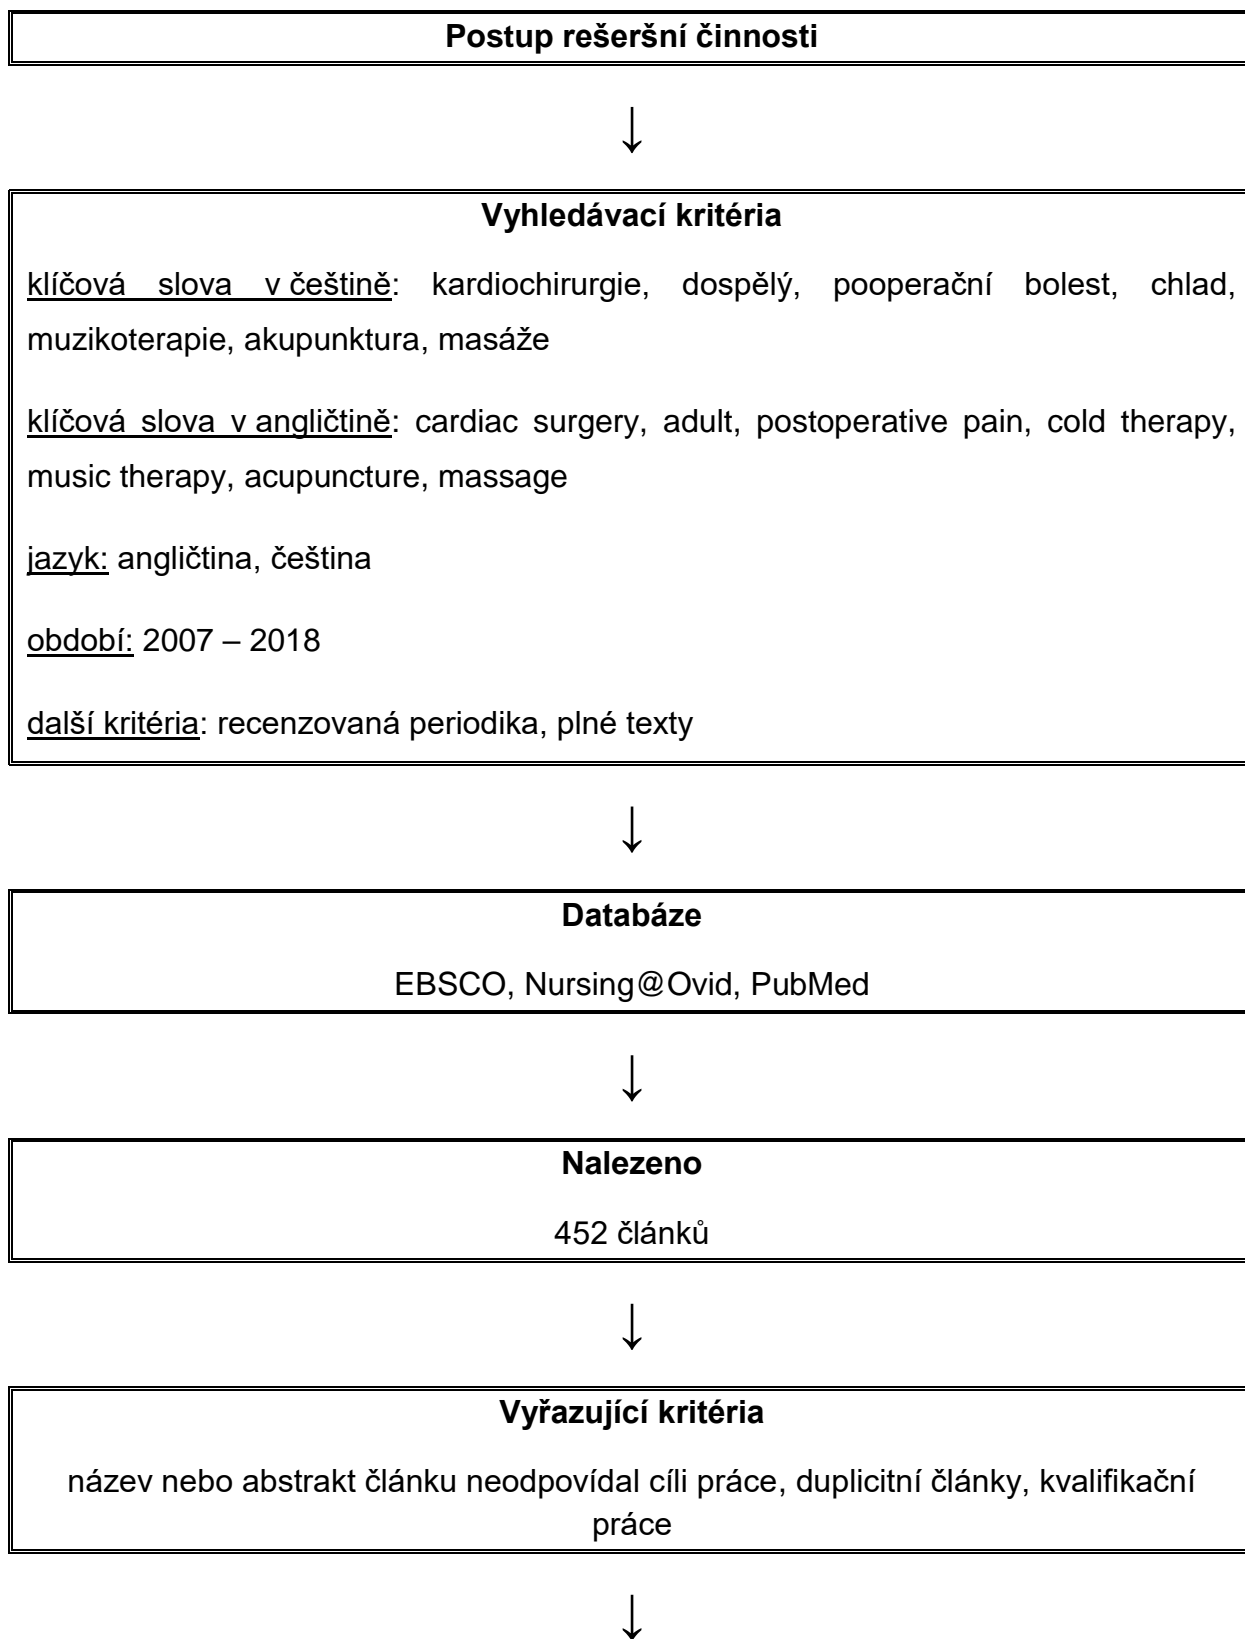 Postup rešeršní činnosti
↓
Vyhledávací kritéria
klíčová slova v češtině: kardiochirurgie, dospělý, pooperační bolest, chlad,
muzikoterapie, akupunktura, masáže
klíčová slova v angličtině: cardiac surgery, adult, postoperative pain, cold therapy,
music therapy, acupuncture, massage
jazyk: angličtina, čeština
období: 2007 – 2018
další kritéria: recenzovaná periodika, plné texty
↓
Databáze
EBSCO, Nursing@Ovid, PubMed
↓
Nalezeno
452 článků
↓
Vyřazující kritéria
název nebo abstrakt článku neodpovídal cíli práce, duplicitní články, kvalifikační
práce
↓